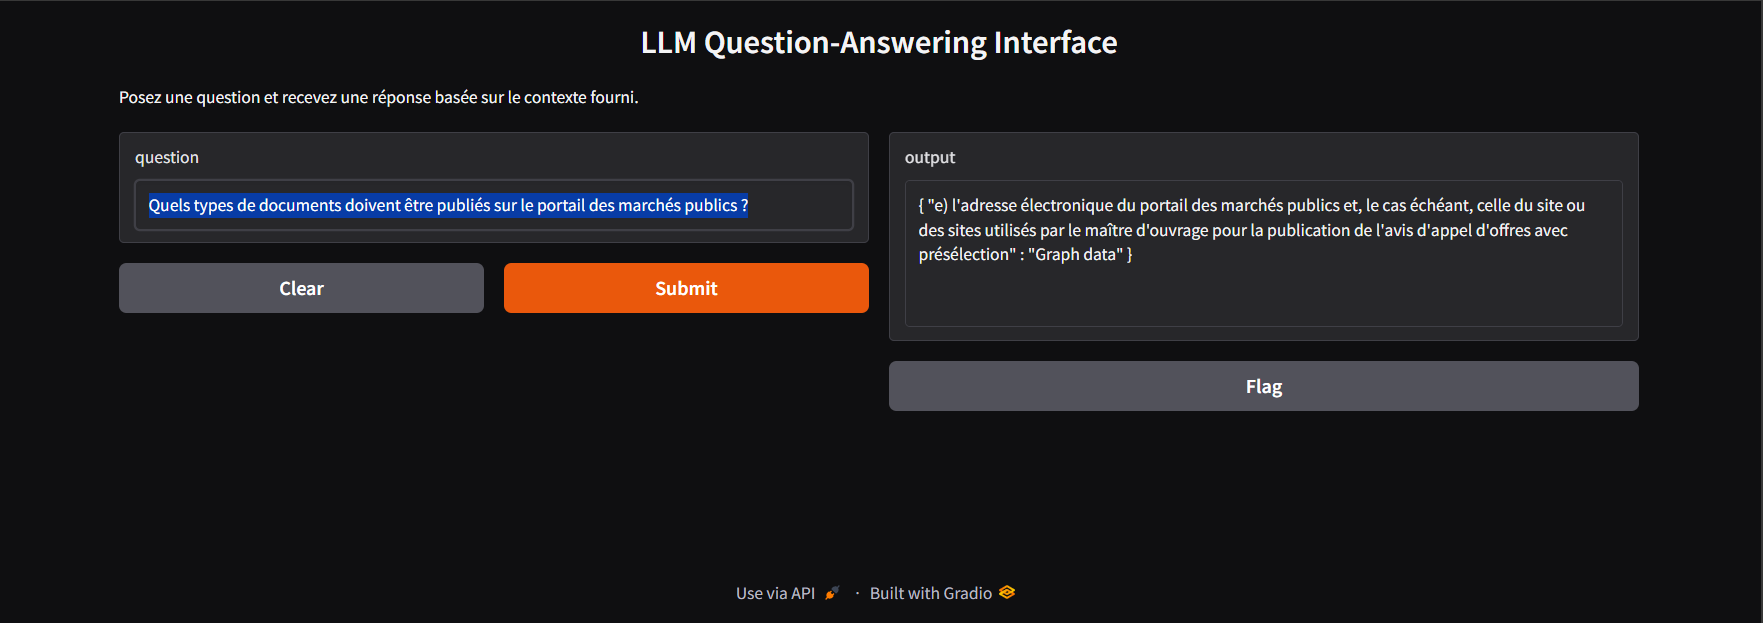 LLM Question-Answering Interface
Posez une question et recevez une réponse basée sur le contexte fourni.
question
Quels types de documents doivent être publiés sur le portail des marchés publics ?
Clear
Submit
output
{ "e) l'adresse électronique du portail des marchés publics et, le cas échéant, celle du site ou
des sites utilisés par le maître d'ouvrage pour la publication de l'avis d'appel d'offres avec
présélection" : "Graph data" }
Flag
Use via API · Built with Gradio